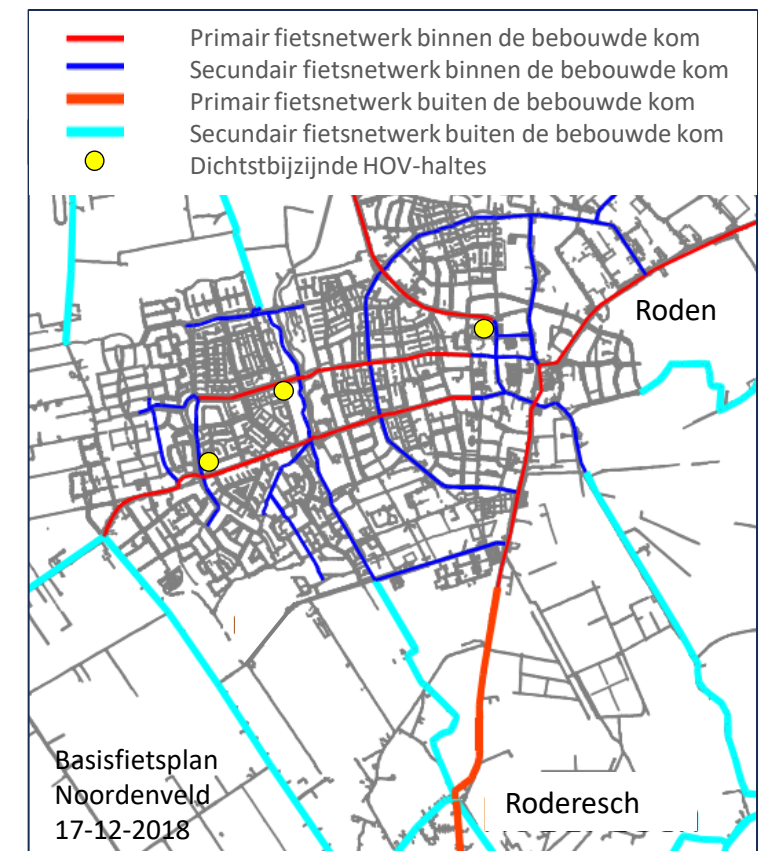 Primair fietsnetwerk binnen de bebouwde kom
Secundair fietsnetwerk binnen de bebouwde kom
Primair fietsnetwerk buiten de bebouwde kom
Secundair fietsnetwerk buiten de bebouwde kom
Dichtstbijzijnde HOV-haltes
Roden
Basisfietsplan
Noordenveld
17-12-2018
Roderesch